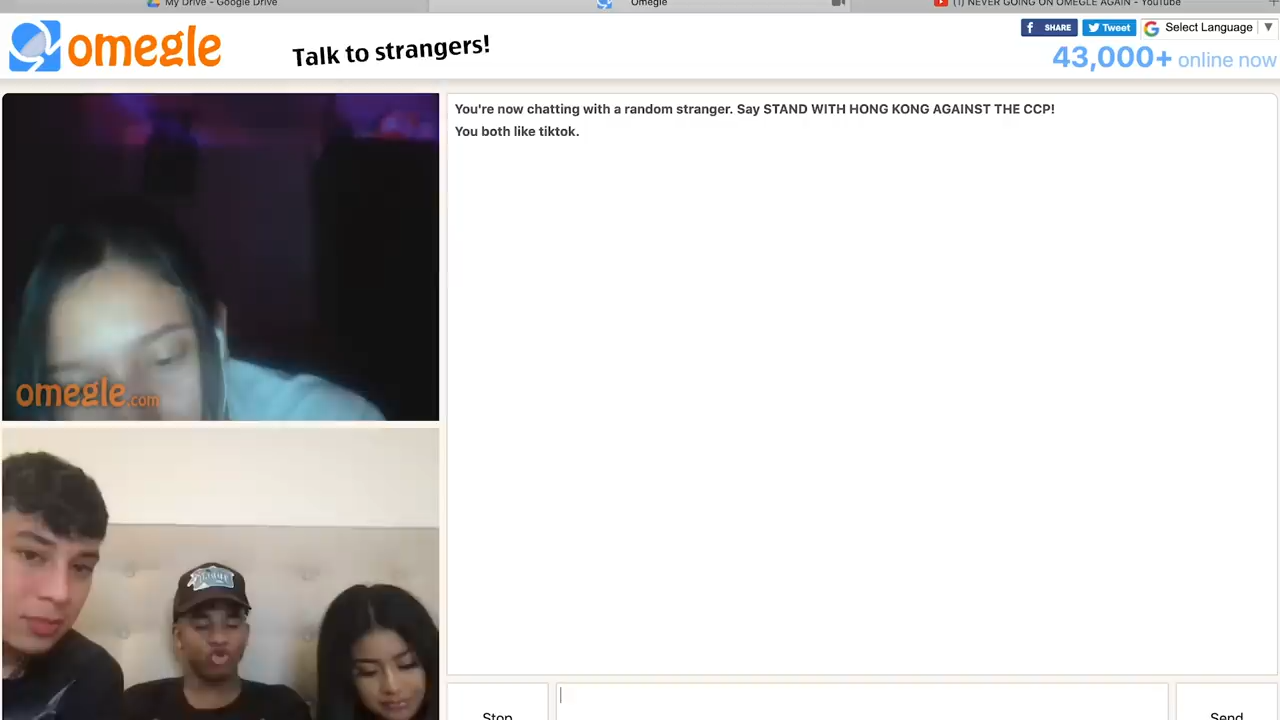 My Drive - Google Drive
Omegle
(1) NEVER GOING ON OMEGLE AGAIN - YouTube
omegle
Talk to strangers!
SHARE
Tweet
Select Language
43,000+ online now
You're now chatting with a random stranger. Say STAND WITH HONG KONG AGAINST THE CCP!
You both like tiktok.
omegle.com
Stop
Send